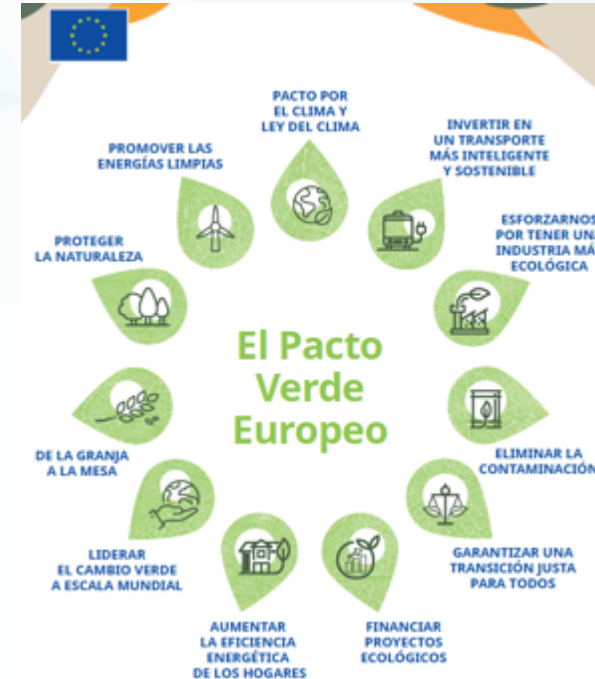 PACTO POR
EL CLIMA Y
LEY DEL CLIMA
INVERTIR EN
UN TRANSPORTE
MÁS INTELIGENTE
Y SOSTENIBLE
ESFORZARNOS
POR TENER UNA
INDUSTRIA MÁ
ECOLÓGICA
ELIMINAR LA
CONTAMINACIÓN
GARANTIZAR UNA
TRANSICIÓN JUSTA
PARA TODOS
FINANCIAR
PROYECTOS
ECOLÓGICOS
AUMENTAR
LA EFICIENCIA
ENERGÉTICA
DE LOS HOGARES
LIDERAR
EL CAMBIO VERDE
A ESCALA MUNDIAL
DE LA GRANJA
A LA MESA
PROTEGER
LA NATURALEZA
PROMOVER LAS
ENERGÍAS LIMPIAS
El Pacto
Verde
Europeo